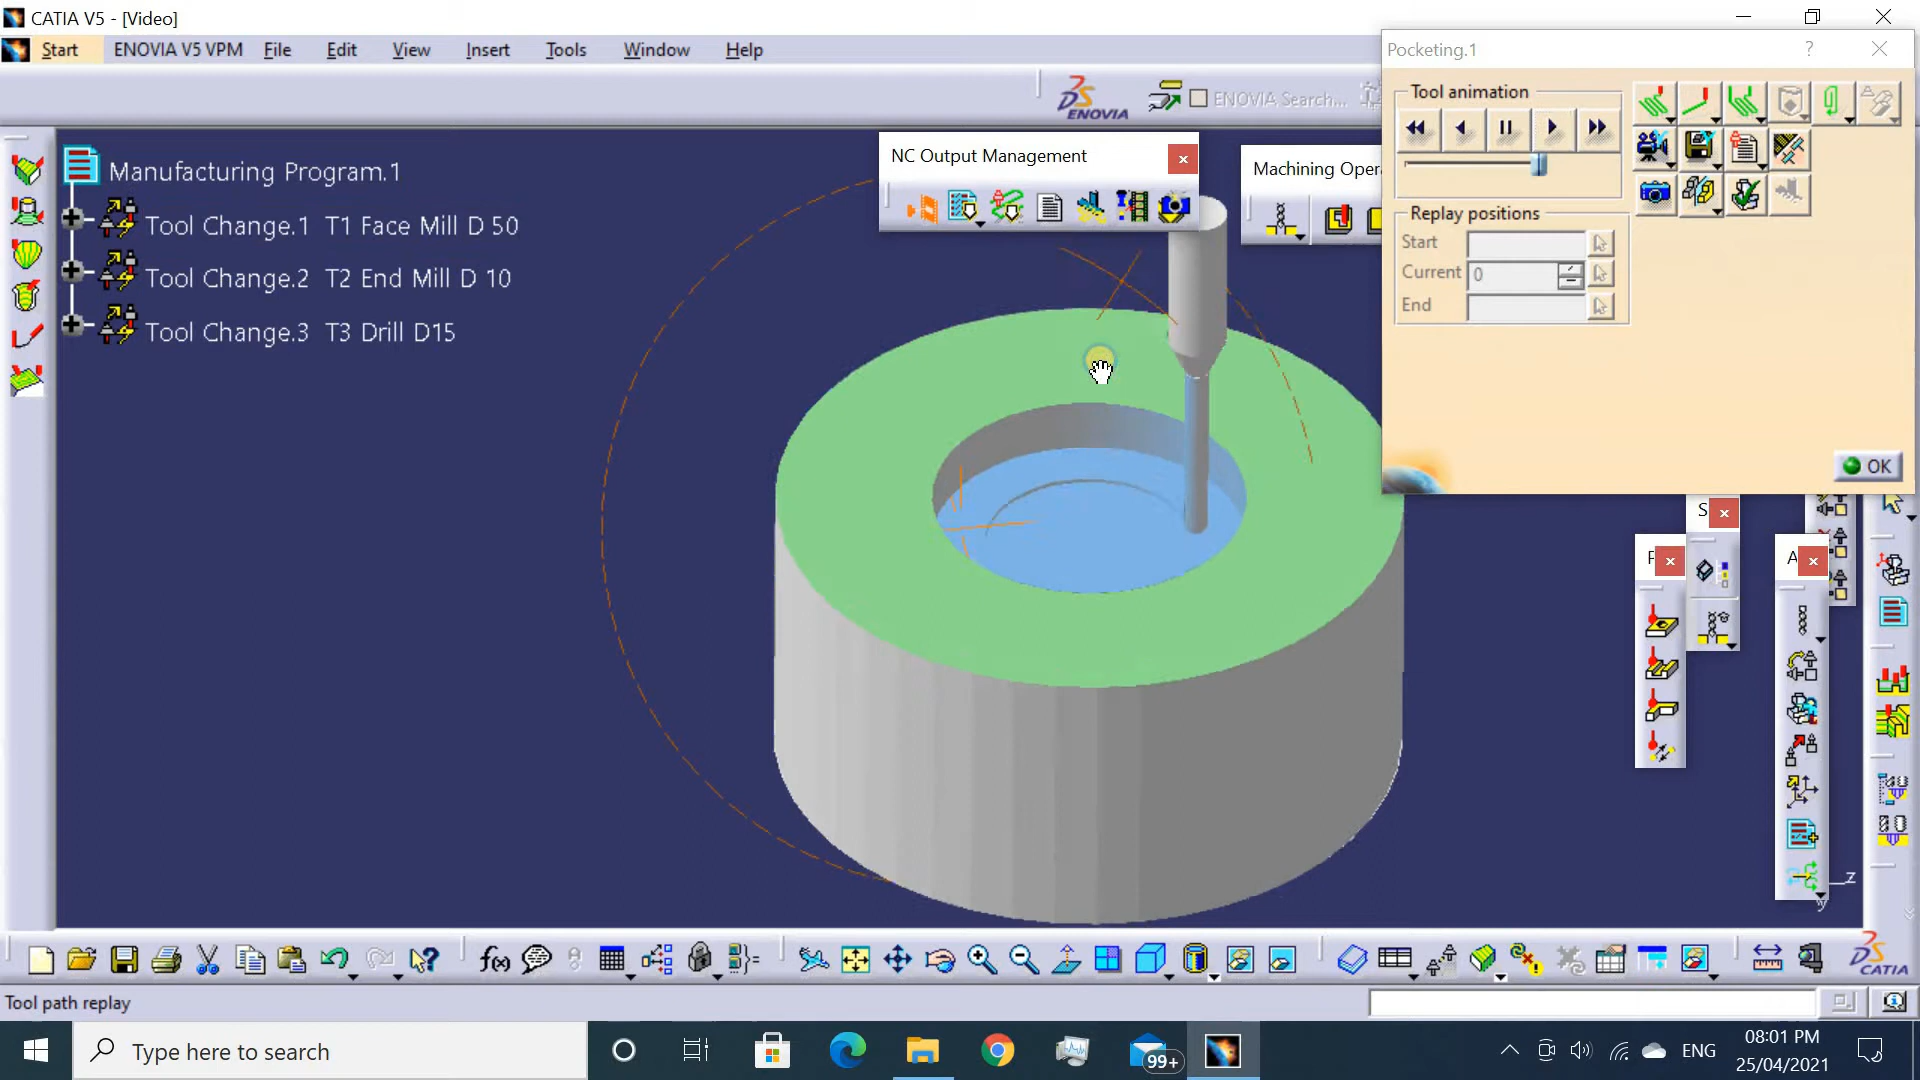 CATIA V5 - [Video]
Start ENOVIA V5 VPM File Edit View Insert Tools Window Help
Pocketing.1 ?
ENOVIA
ENOVIA Search...
Tool animation
NC Output Management
Machining Opera
Manufacturing Program.1
Tool Change.1 T1 Face Mill D 50
Tool Change.2 T2 End Mill D 10
Tool Change.3 T3 Drill D15
Replay positions
Start
Current 0
End
OK
S
F
A
z
y
f(x)
CATIA
Tool path replay
Type here to search
99+
ENG
08:01 PM
25/04/2021